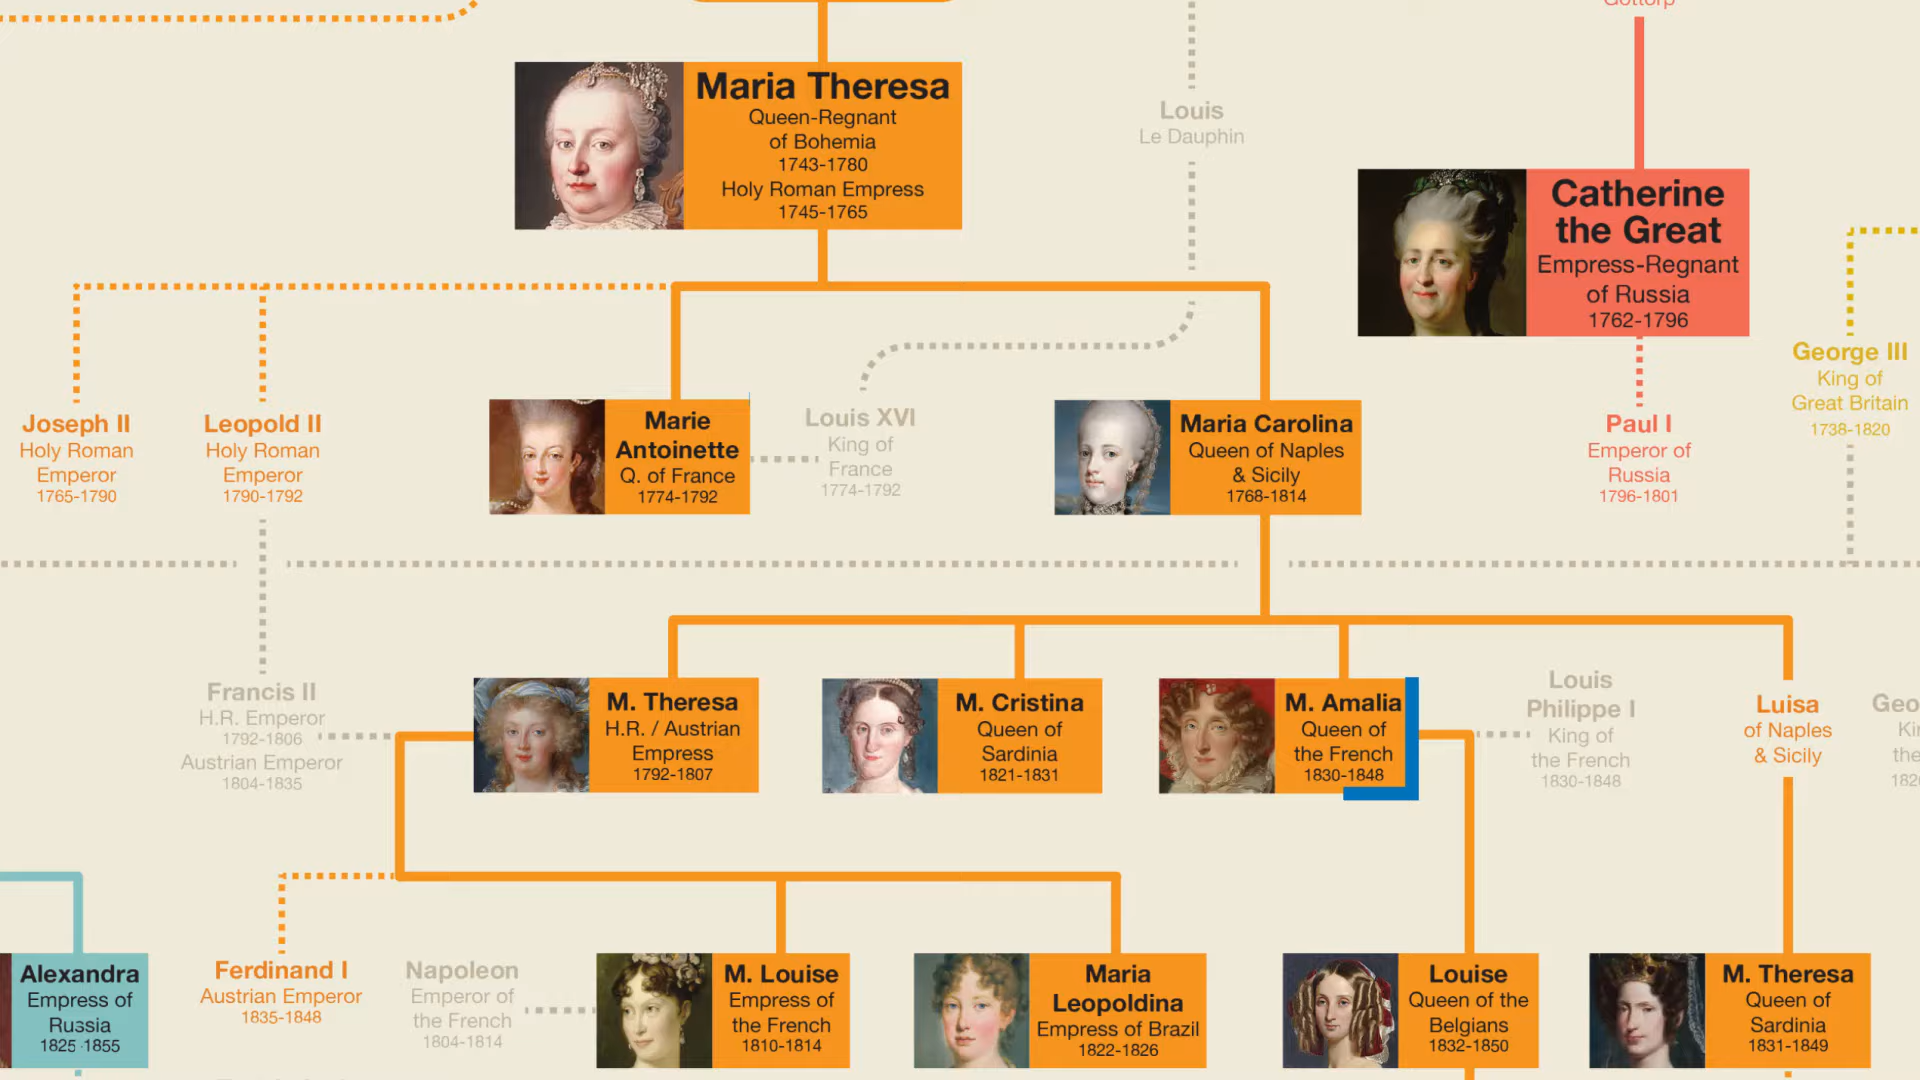 Gottorp
Maria Theresa
Queen-Regnant
of Bohemia
1743-1780
Holy Roman Empress
1745-1765
Louis
Le Dauphin
Catherine
the Great
Empress-Regnant
of Russia
1762-1796
George III
King of
Great Britain
1738-1820
Joseph II
Holy Roman
Emperor
1765-1790
Leopold II
Holy Roman
Emperor
1790-1792
Marie
Antoinette
Q. of France
1774-1792
Louis XVI
King of
France
1774-1792
Maria Carolina
Queen of Naples
& Sicily
1768-1814
Paul I
Emperor of
Russia
1796-1801
Francis II
H.R. Emperor
1792-1806
Austrian Emperor
1804-1835
M. Theresa
H.R. / Austrian
Empress
1792-1807
M. Cristina
Queen of
Sardinia
1821-1831
M. Amalia
Queen of
the French
1830-1848
Louis
Philippe I
King of
the French
1830-1848
Luisa
of Naples
& Sicily
Geo
the
Alexandra
Empress of
Russia
1825-1855
Ferdinand I
Austrian Emperor
1835-1848
Napoleon
Emperor of
the French
1804-1814
M. Louise
Empress of
the French
1810-1814
Maria
Leopoldina
Empress of Brazil
1822-1826
Louise
Queen of the
Belgians
1832-1850
M. Theresa
Queen of
Sardinia
1831-1849